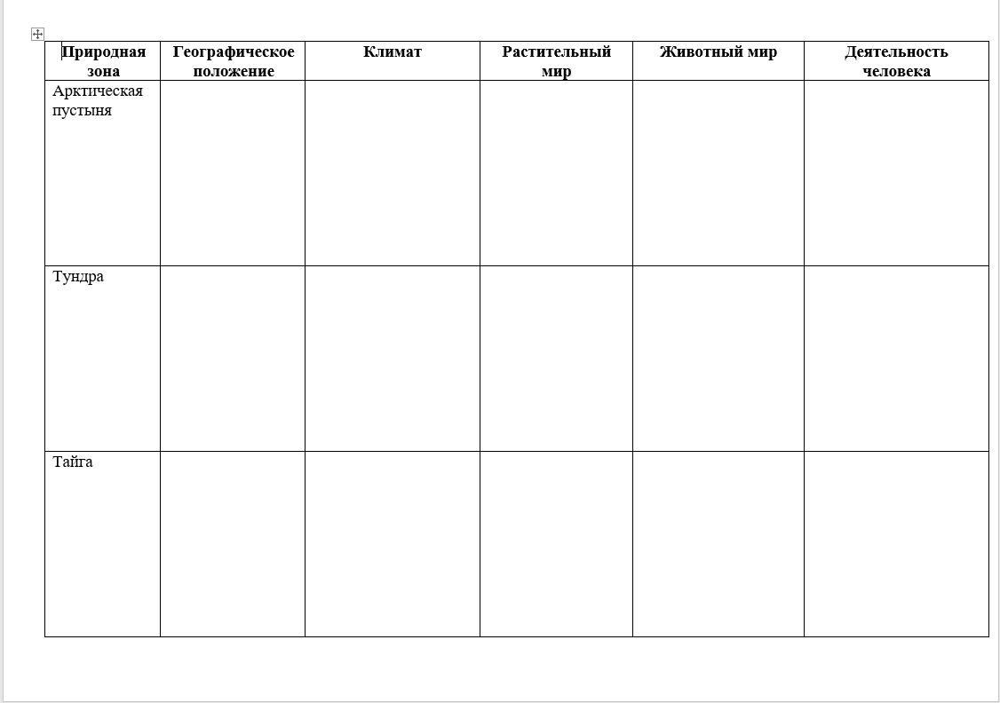 Природная зона
Географическое положение
Климат
Растительный мир
Животный мир
Деятельность человека
Арктическая
пустыня
Тундра
Тайга